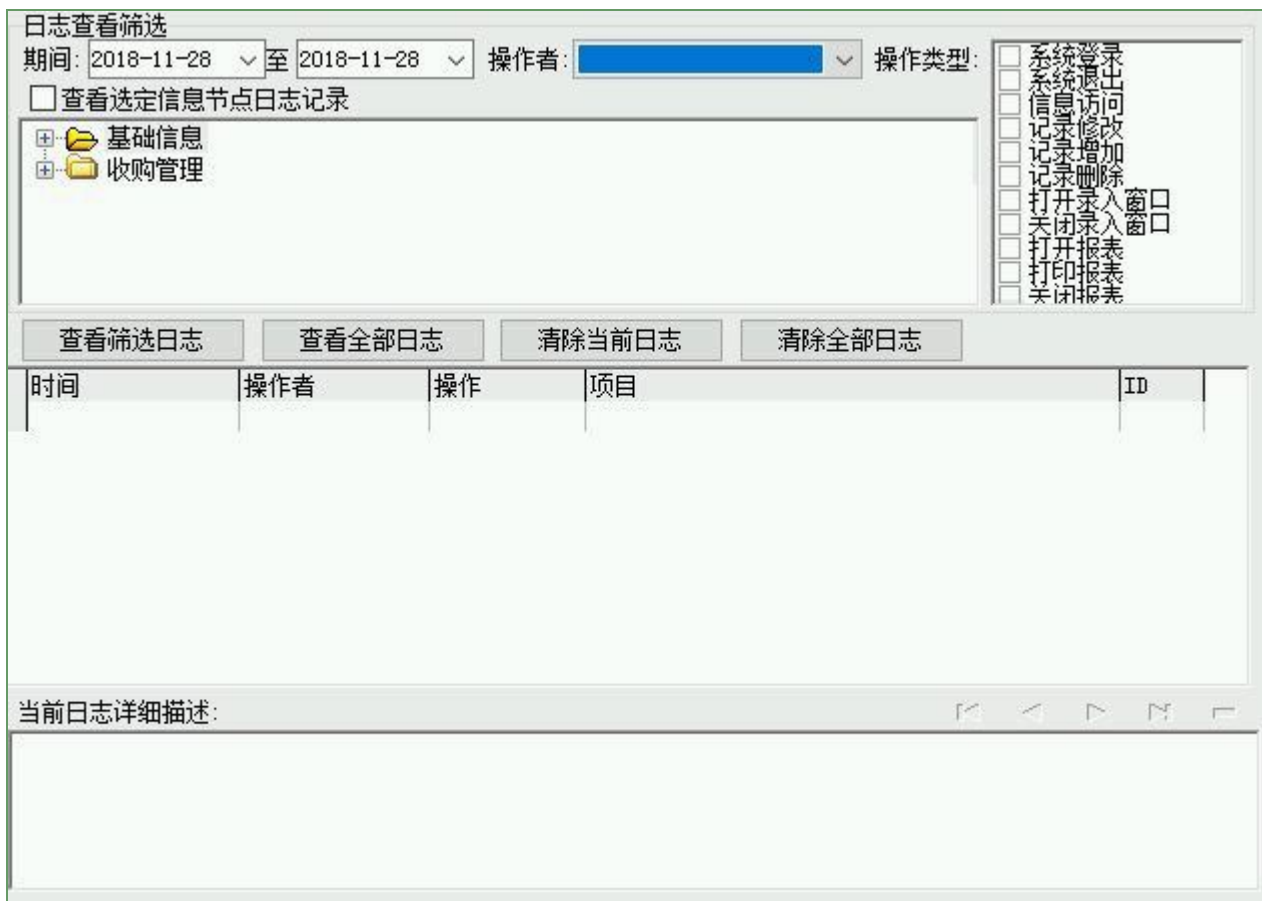 日志查看筛选
期间: 2018-11-28 至 2018-11-28 操作者: 操作类型:
查看选定信息节点日志记录
基础信息
收购管理
系统登录
系统退出
信息访问
记录修改
记录增加
记录删除
打开录入窗口
关闭录入窗口
打开报表
打印报表
关闭报表
查看筛选日志 查看全部日志 清除当前日志 清除全部日志
时间 操作者 操作 项目 ID
当前日志详细描述: